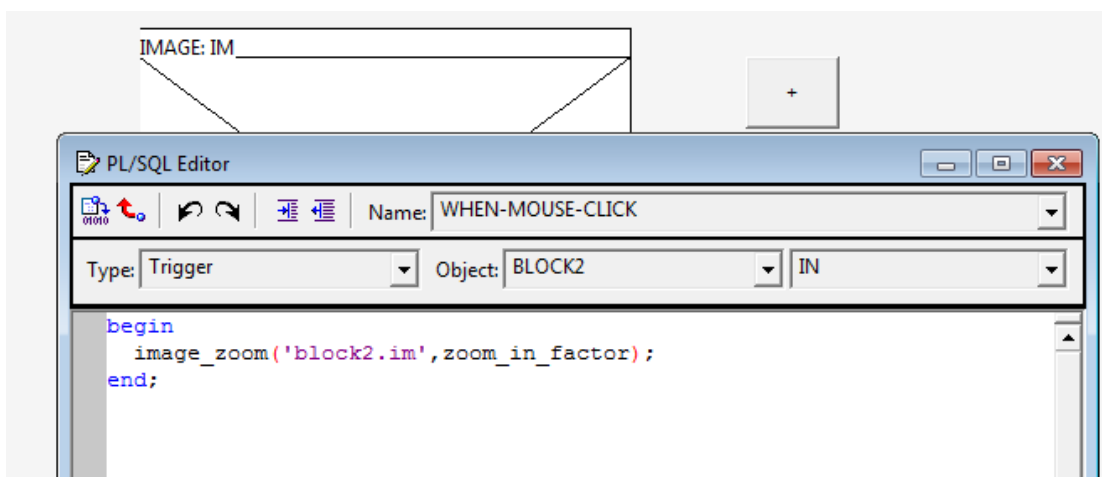 IMAGE: IM
+
PL/SQL Editor
01010
Name: WHEN-MOUSE-CLICK
Type: Trigger Object: BLOCK2 IN
begin
image_zoom('block2.im',zoom_in_factor);
end;